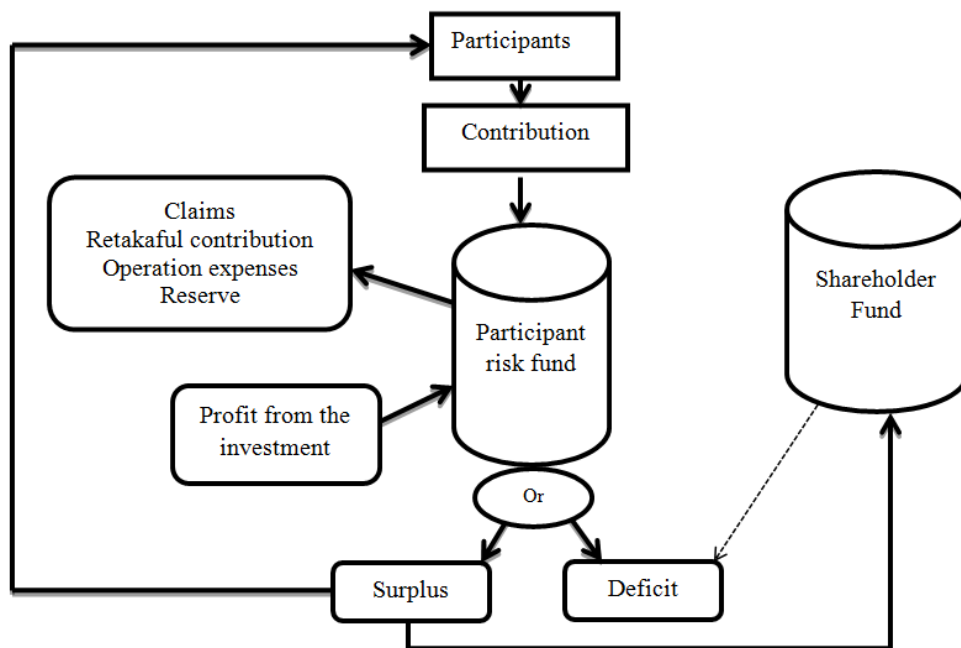 Participants
Contribution
Claims
Retakaful contribution
Operation expenses
Reserve
Shareholder
Fund
Participant
risk fund
Profit from the
investment
Or
Surplus
Deficit